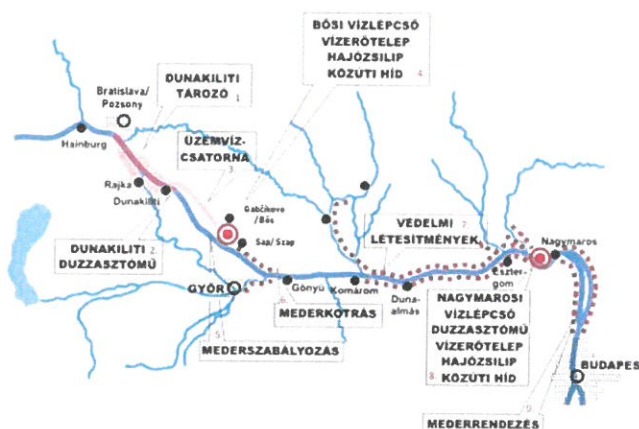 BŐSI VÍZLÉPCSŐ
VÍZERŐTELEP
HAJÓZSILIP
KÖZÚTI HÍD 4
DUNAKILITI
TÁROZÓ 1
Bratislava/
Pozsony
Hainburg
ÜZEMVÍZ-
CSATORNA
3
Rajka
Dunakiliti
Gabčíkovo
/Bős
Sap/Szap
DUNAKILITI 2
DUZZASZTÓMŰ
VÉDELMI 7
LÉTESÍTMÉNYEK
Nagymaros
Eszter-
gom
GYŐR
Gönyü
Komárom
Duna-
almás
6 MEDERKOTRÁS
5
MEDERSZABÁLYOZÁS
NAGYMAROSI
VÍZLÉPCSŐ
DUZZASZTÓMŰ
VÍZERŐTELEP
HAJÓZSILIP
8 KÖZÚTI HÍD
BUDAPES
9
MEDERRENDEZÉS